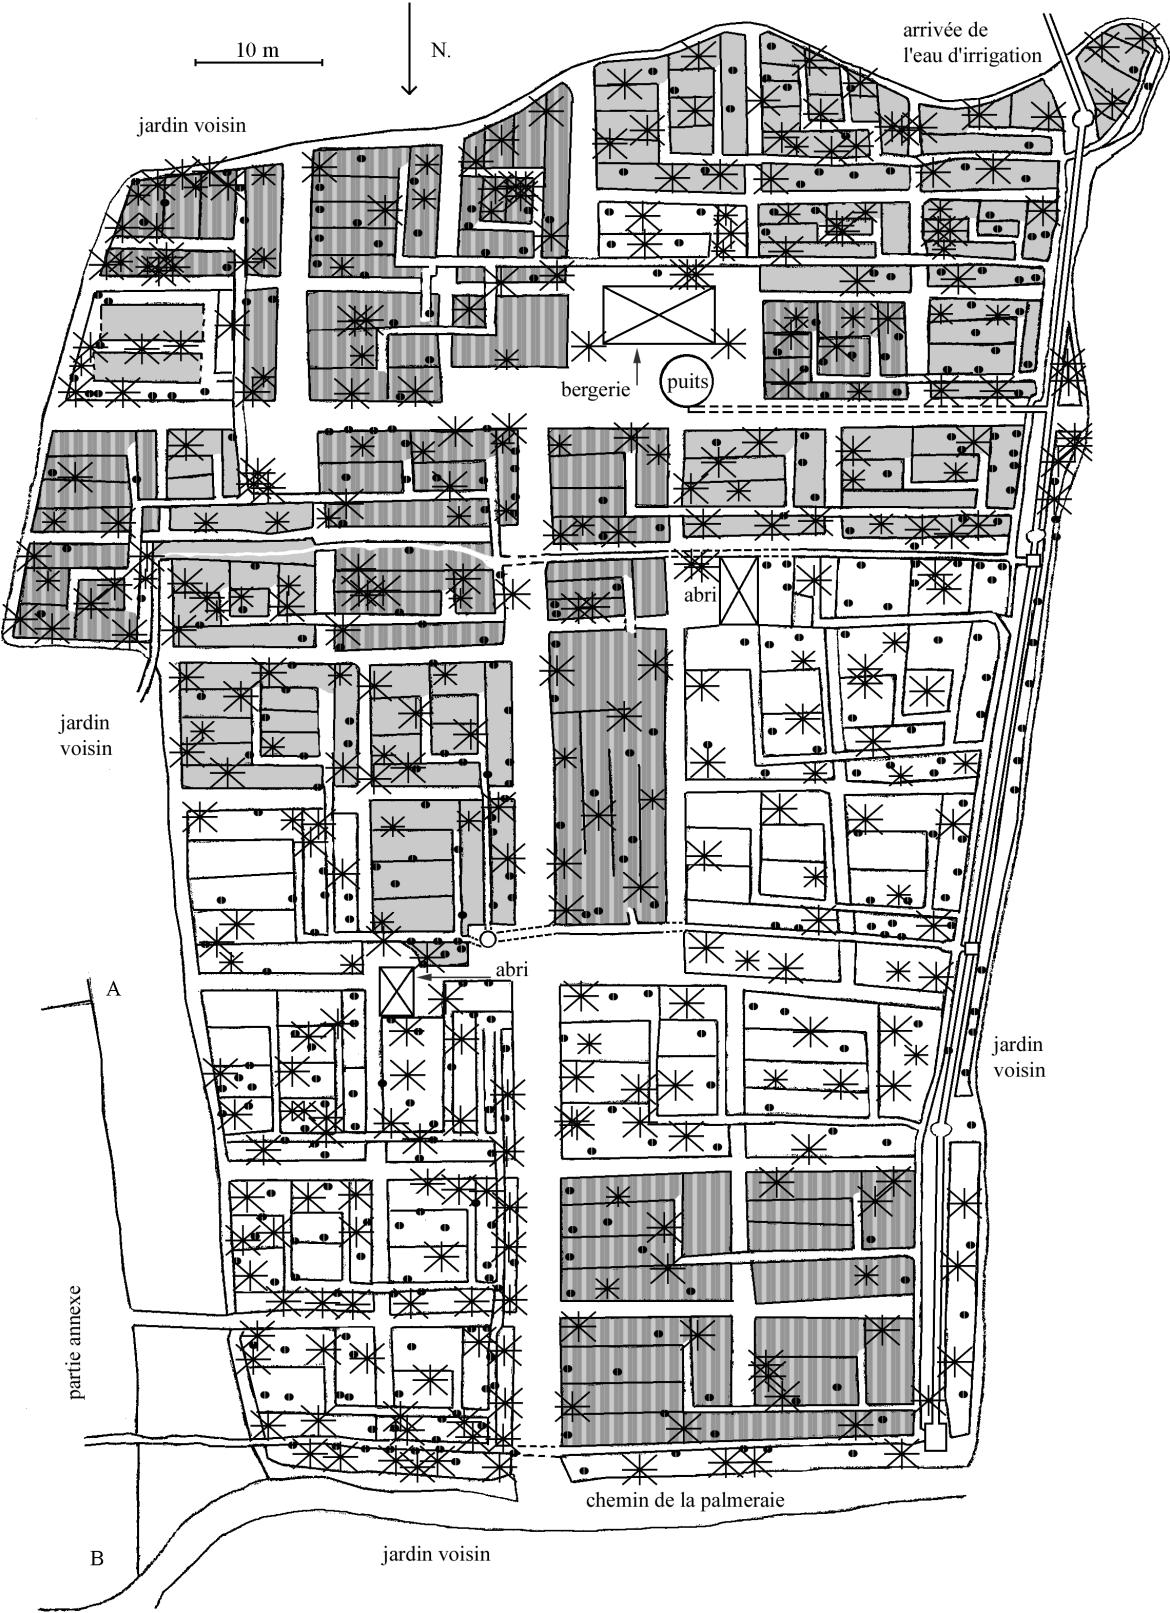 arrivée de
l'eau d'irrigation
10 m
N.
jardin voisin
bergerie
puits
abri
jardin
voisin
abri
A
jardin
voisin
partie annexe
chemin de la palmeraie
jardin voisin
B